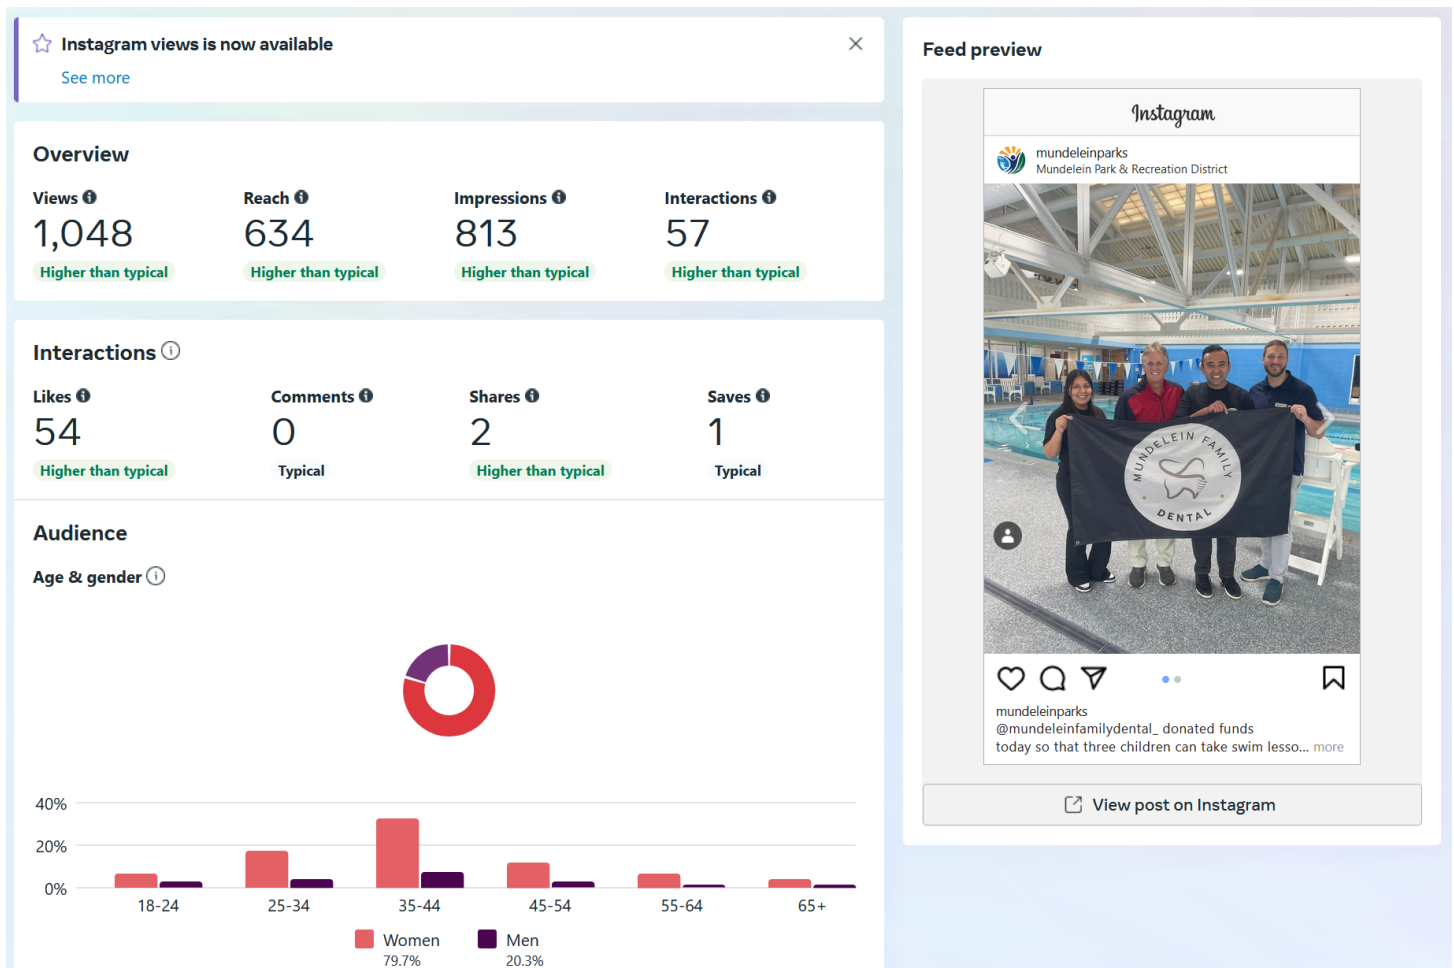 Instagram views is now available
See more
Overview
Views
1,048
Higher than typical
Reach
634
Higher than typical
Impressions
813
Higher than typical
Interactions
57
Higher than typical
Interactions
Likes
54
Higher than typical
Comments
0
Typical
Shares
2
Higher than typical
Saves
1
Typical
Audience
Age & gender
40%
20%
0%
18-24 25-34 35-44 45-54 55-64 65+
Women
79.7%
Men
20.3%
Feed preview
Instagram
mundeleinparks
Mundelein Park & Recreation District
MUNDELEIN FAMILY
DENTAL
mundeleinparks
@mundeleinfamilydental_ donated funds
today so that three children can take swim lesso... more
View post on Instagram